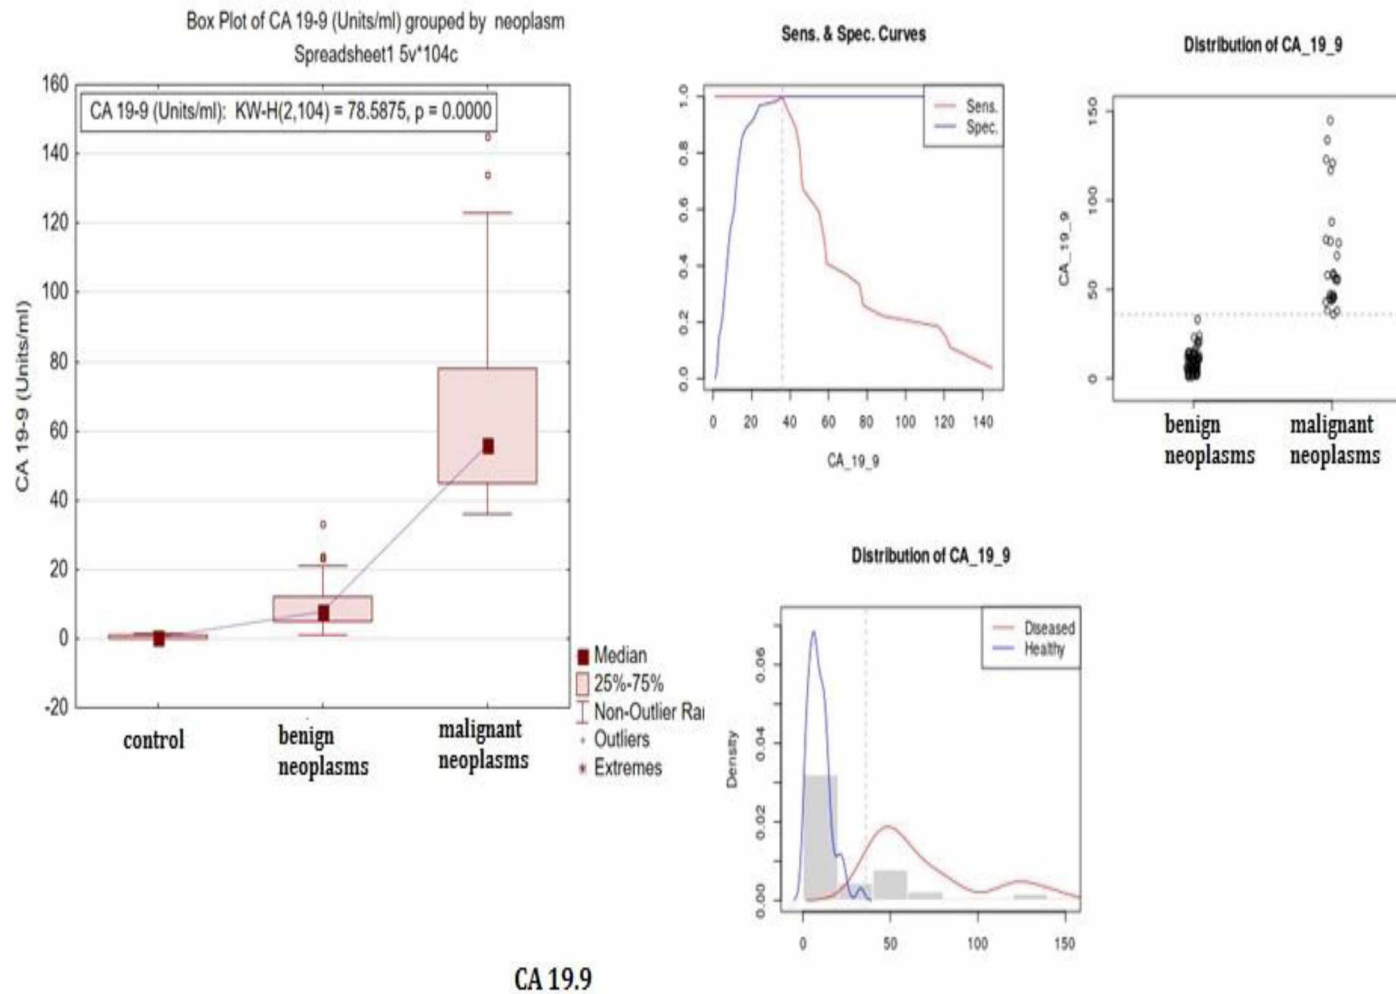 Box Plot of CA 19-9 (Units/ml) grouped by neoplasm
Spreadsheet1 5v*104c
CA 19-9 (Units/ml): KW-H(2,104) = 78.5875, p = 0.0000
160
140
120
100
80
60
40
20
0
-20
CA 19-9 (Units/ml)
control
benign
neoplasms
malignant
neoplasms
Median
25%-75%
Non-Outlier Ra
Outliers
Extremes
Sens. & Spec. Curves
Sens.
Spec.
1.0
0.8
0.6
0.4
0.2
0.0
0 20 40 60 80 100 120 140
CA_19_9
Distribution of CA_19_9
150
100
50
0
CA_19_9
benign
neoplasms
malignant
neoplasms
Distribution of CA_19_9
Diseased
Healthy
0.06
0.04
0.02
0.00
Density
0 50 100 150
CA 19.9